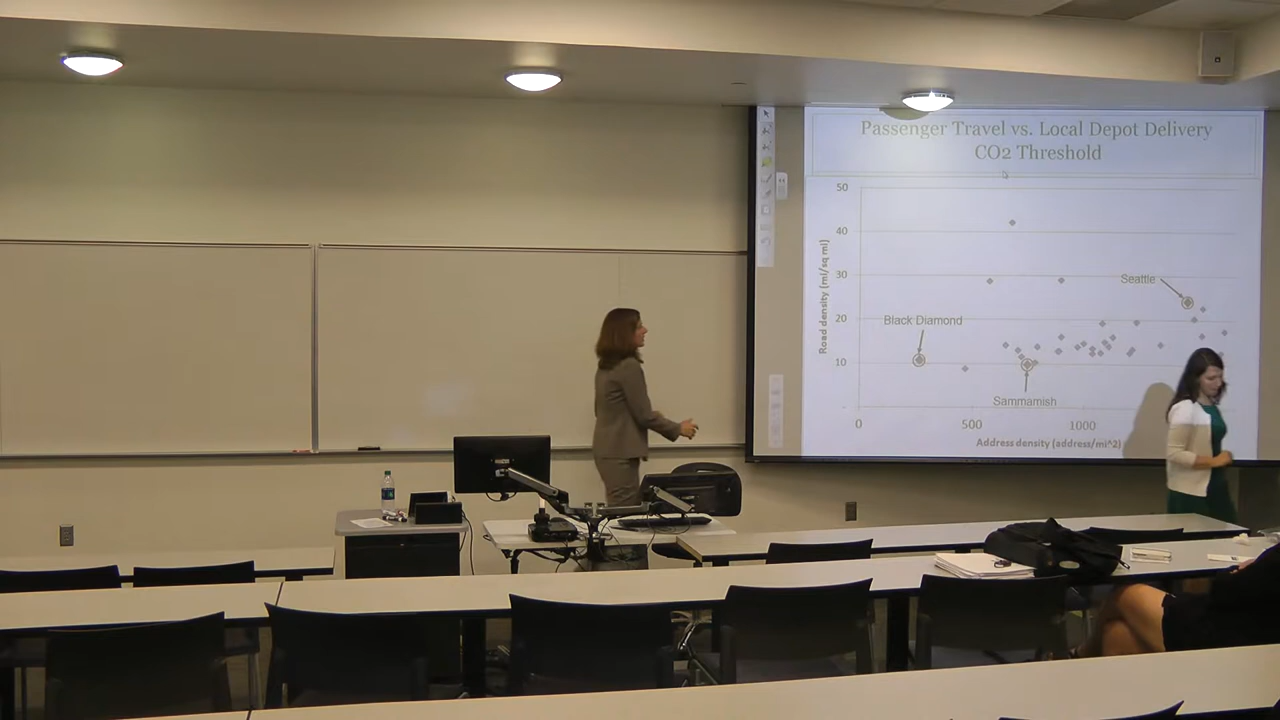 Passenger Travel vs. Local Depot Delivery
CO2 Threshold
50
40
30
20
10
-
Road density (mi/sq mi)
Seattle
Black Diamond
Sammamish
0
500
1000
Address density (address/mi^2)